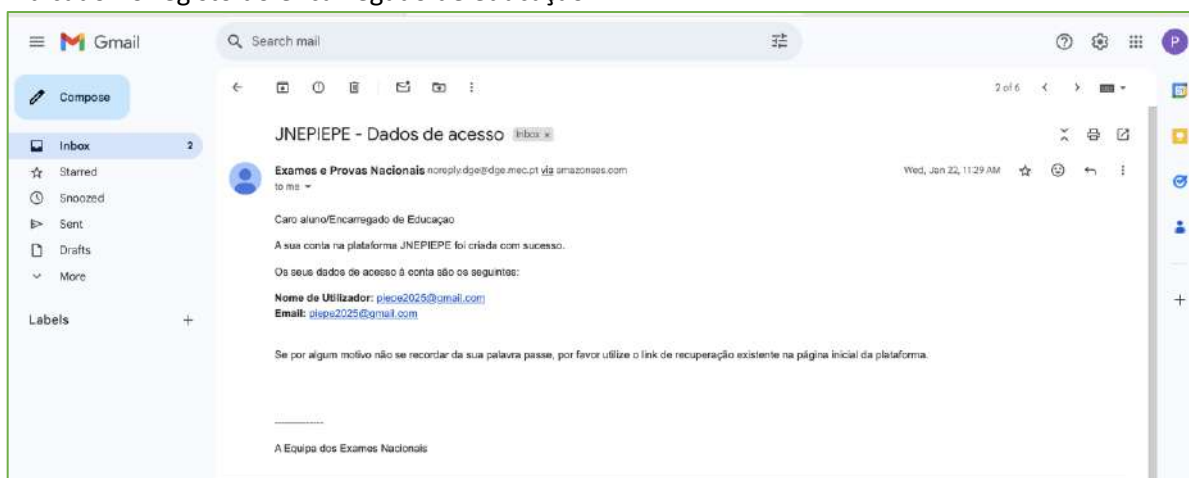 Gmail
Search mail
Compose
2 of 6
Inbox 2
Starred
Snoozed
Sent
Drafts
More
Labels
JNEPIEPE - Dados de acesso Inbox x
Exames e Provas Nacionais noreply.dge@dge.mec.pt via amazonses.com
Wed, Jan 22, 11:29 AM
to me
P
Caro aluno/Encarregado de Educaçao
A sua conta na plataforma JNEPIEPE foi criada com sucesso.
Os seus dados de acesso à conta são os seguintes:
Nome de Utilizador: piepe2025@gmail.com
Email: piepe2025@gmail.com
Se por algum motivo não se recordar da sua palavra passe, por favor utilize o link de recuperação existente na página inicial da plataforma.
------------
A Equipa dos Exames Nacionais